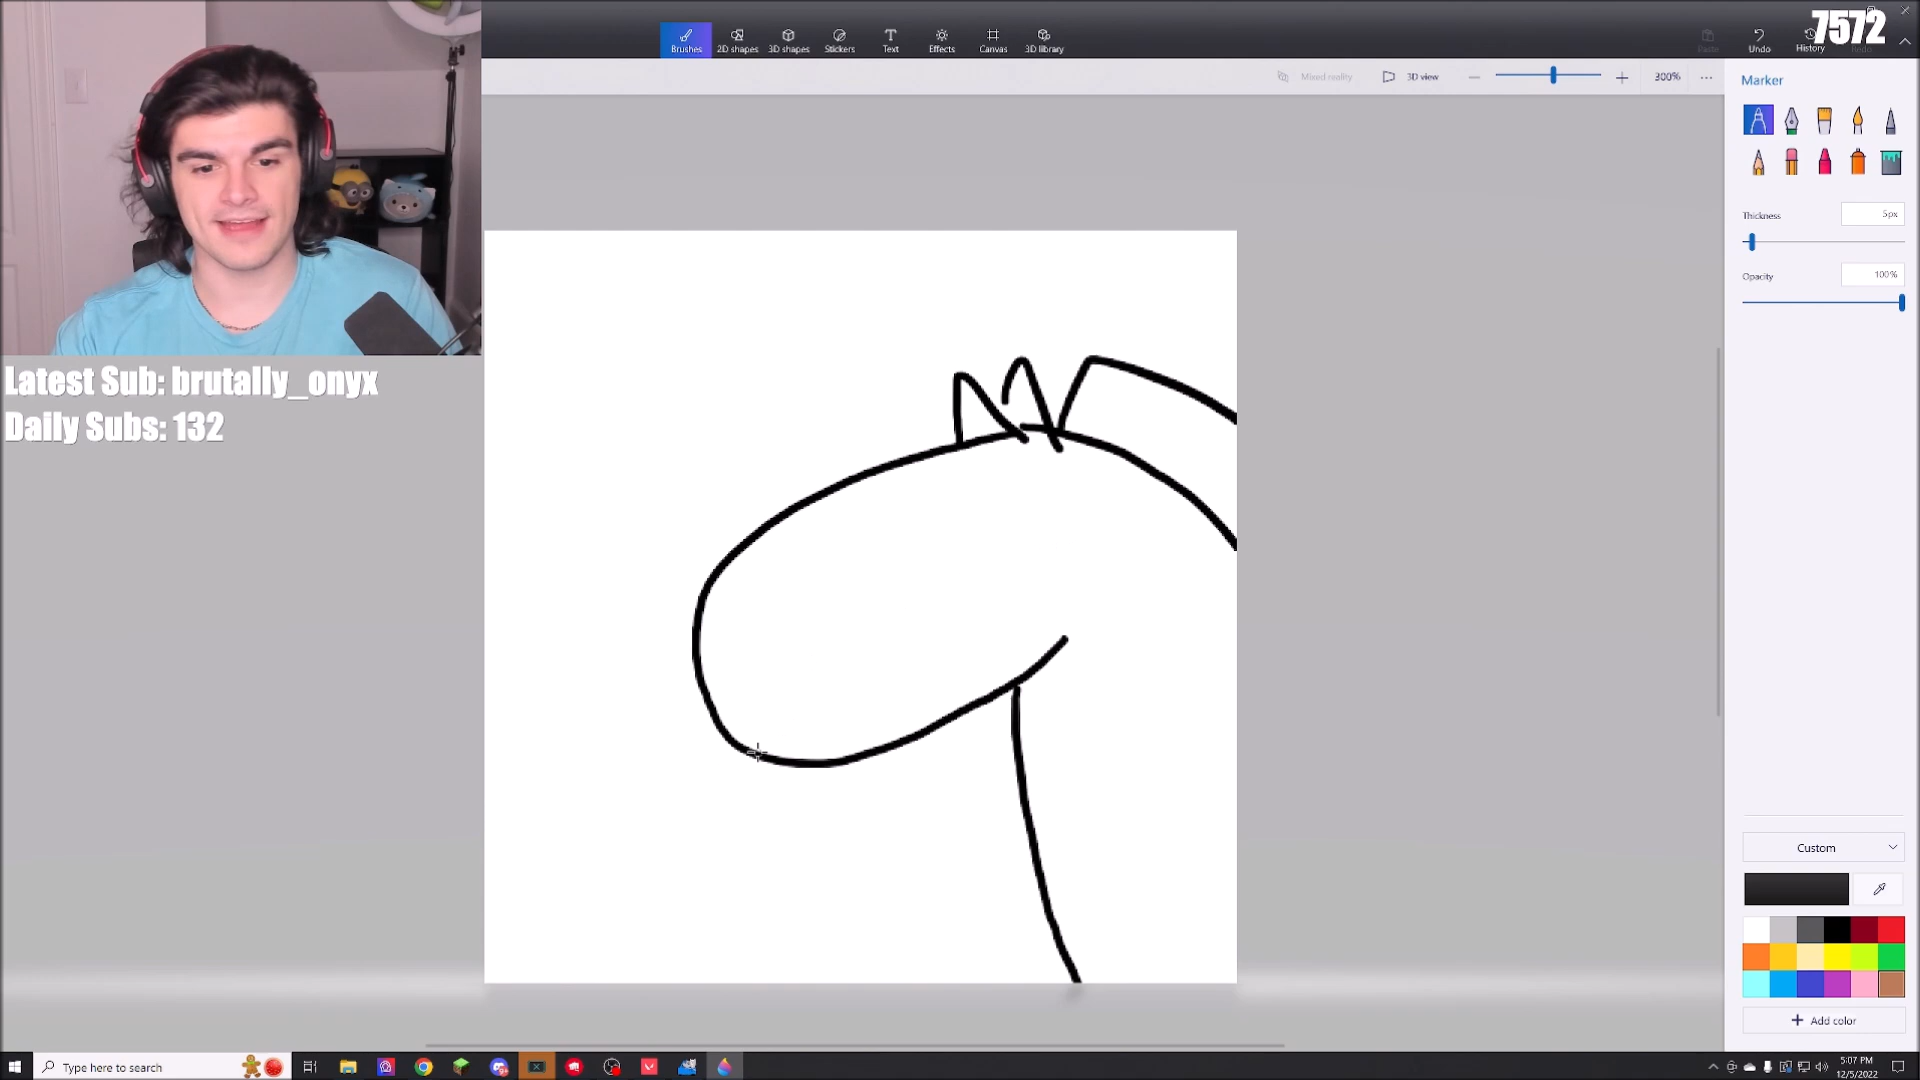 7572
Brushes 2D shapes 3D shapes Stickers Text Effects Canvas 3D library Paste Undo History Redo
Mixed reality 3D view 300%
Marker
Thickness 5px
Opacity 100%
Latest Sub: brutally_onyx
Daily Subs: 132
Custom
Add color
Type here to search
5:07 PM
12/5/2022